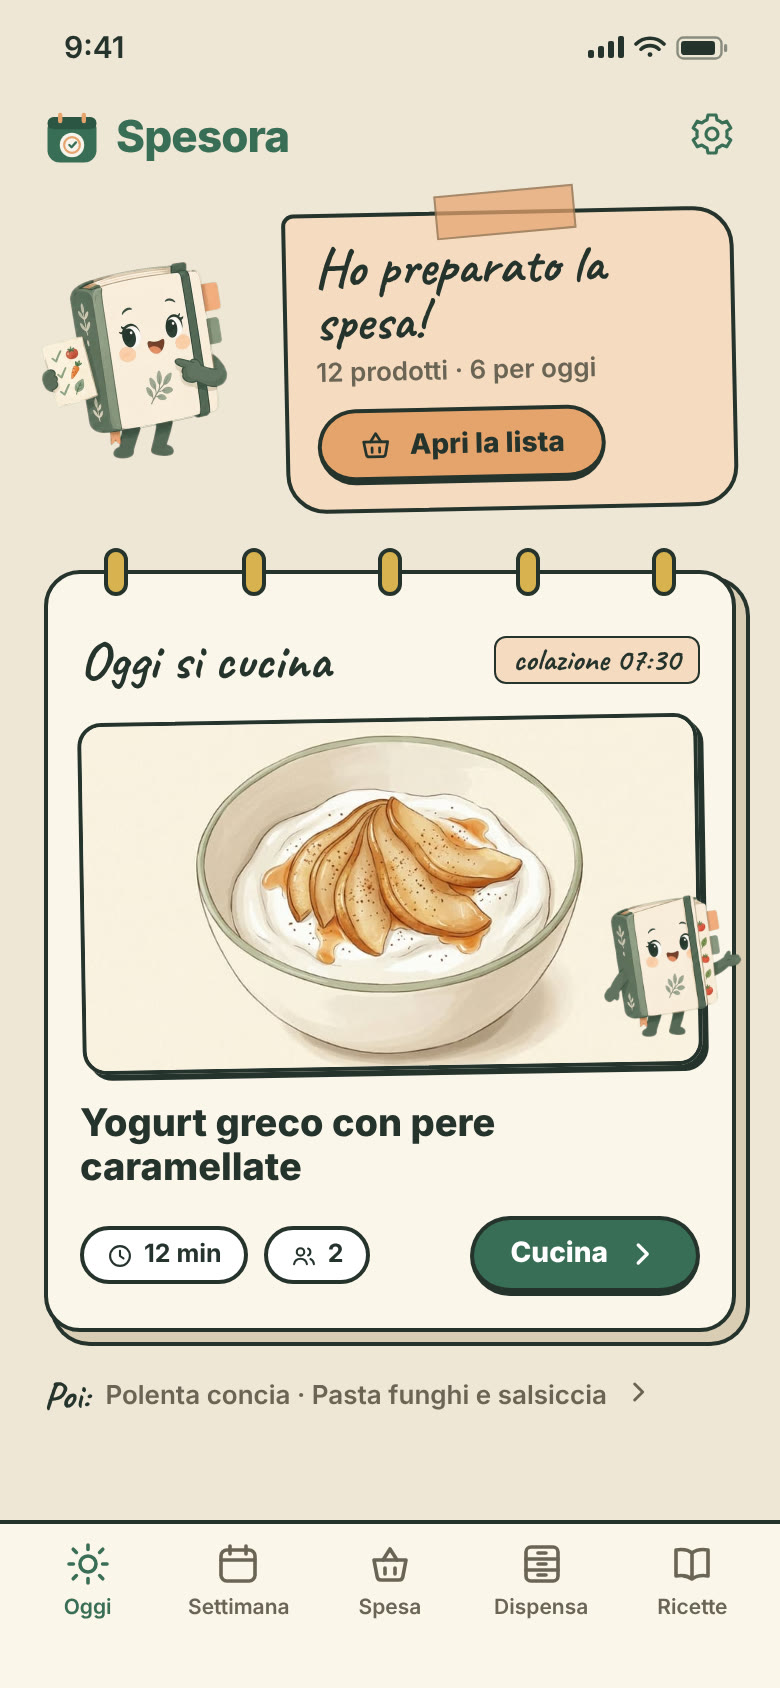 9:41
Spesora
Ho preparato la
spesa!
12 prodotti · 6 per oggi
Apri la lista
Oggi si cucina
colazione 07:30
Yogurt greco con pere
caramellate
12 min
2
Cucina
Poi: Polenta concia · Pasta funghi e salsiccia
Oggi
Settimana
Spesa
Dispensa
Ricette